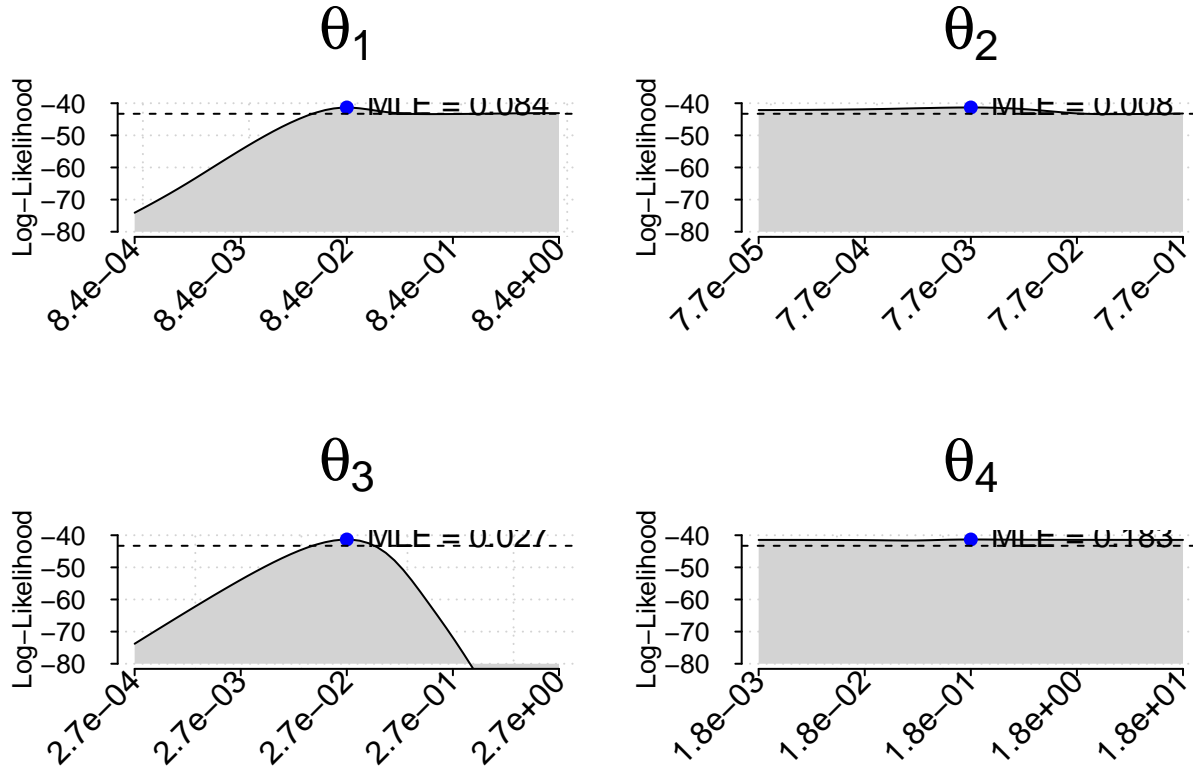 θ1
Log−Likelihood
−40
−50
−60
−70
−80
MLE = 0.084
8.4e−04
8.4e−03
8.4e−02
8.4e−01
8.4e+00
θ2
Log−Likelihood
−40
−50
−60
−70
−80
MLE = 0.008
7.7e−05
7.7e−04
7.7e−03
7.7e−02
7.7e−01
θ3
Log−Likelihood
−40
−50
−60
−70
−80
MLE = 0.027
2.7e−04
2.7e−03
2.7e−02
2.7e−01
2.7e+00
θ4
Log−Likelihood
−40
−50
−60
−70
−80
MLE = 0.183
1.8e−03
1.8e−02
1.8e−01
1.8e+00
1.8e+01